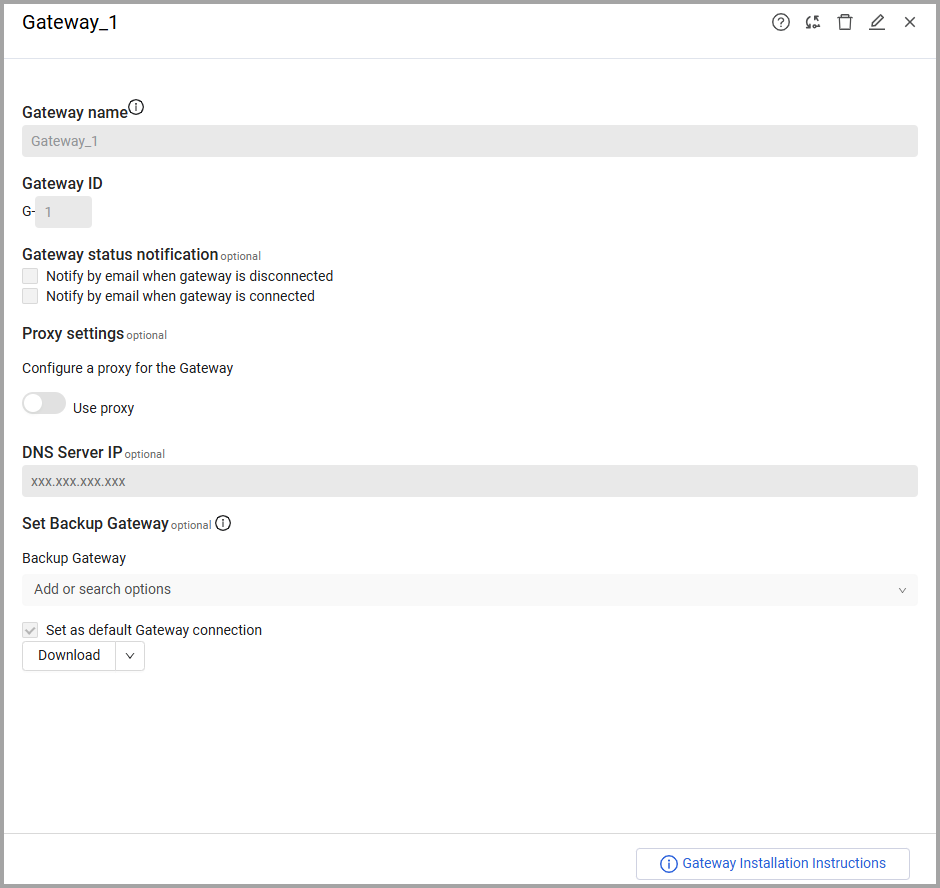 Gateway_1
Gateway name
Gateway_1
Gateway ID
G- 1
Gateway status notification optional
Notify by email when gateway is disconnected
Notify by email when gateway is connected
Proxy settings optional
Configure a proxy for the Gateway
Use proxy
DNS Server IP optional
xxx.xxx.xxx.xxx
Set Backup Gateway optional
Backup Gateway
Add or search options
Set as default Gateway connection
Download
Gateway Installation Instructions